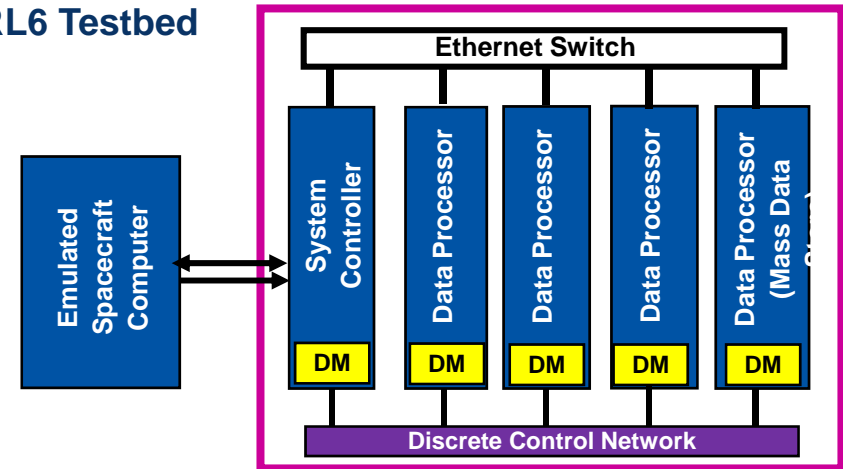 RL6 Testbed
Ethernet Switch
Emulated
Spacecraft
Computer
System
Controller
Data Processor
Data Processor
Data Processor
Data Processor
(Mass Data
DM
DM
DM
DM
DM
Discrete Control Network